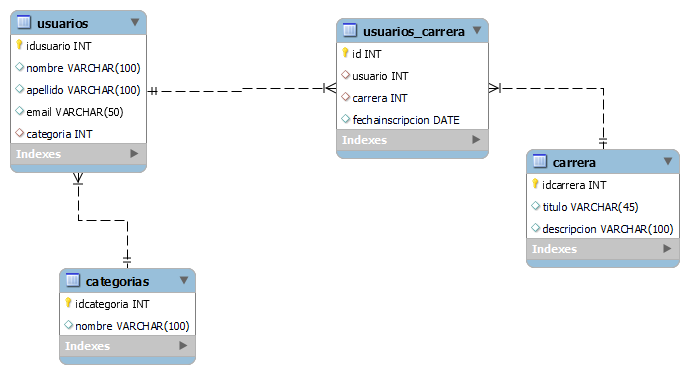 usuarios
idusuario INT
nombre VARCHAR(100)
apellido VARCHAR(100)
email VARCHAR(50)
categoria INT
Indexes
usuarios_carrera
id INT
usuario INT
carrera INT
fechainscripcion DATE
Indexes
carrera
idcarrera INT
titulo VARCHAR(45)
descripcion VARCHAR(100)
Indexes
categorias
idcategoria INT
nombre VARCHAR(100)
Indexes